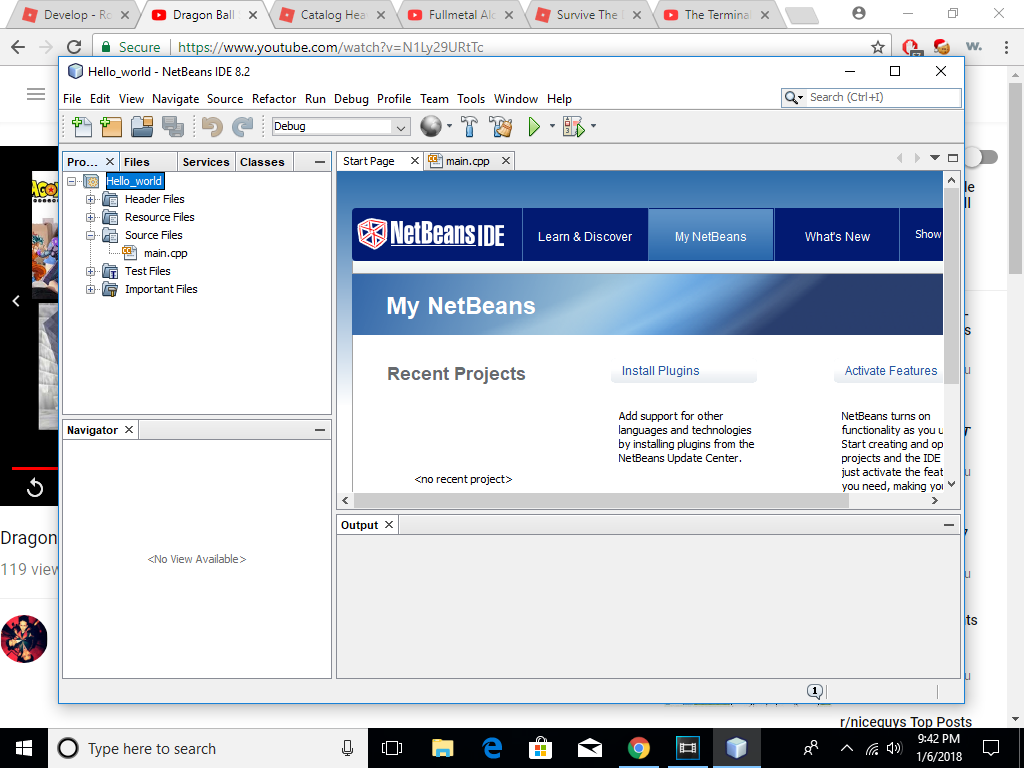 Develop - Ro
Dragon Ball
Catalog Hea
Fullmetal Alc
Survive The
The Termina
Secure
https://www.youtube.com/watch?v=N1Ly29URtTc
w.
Hello_world - NetBeans IDE 8.2
File Edit View Navigate Source Refactor Run Debug Profile Team Tools Window Help
Search (Ctrl+I)
Debug
Pro...
Files
Services
Classes
Start Page
main.cpp
Hello_world
Header Files
Resource Files
Source Files
main.cpp
Test Files
Important Files
NetBeans IDE
Learn & Discover
My NetBeans
What's New
Show
My NetBeans
Recent Projects
<no recent project>
Install Plugins
Add support for other
languages and technologies
by installing plugins from the
NetBeans Update Center.
Activate Features
NetBeans turns on
functionality as you u
Start creating and op
projects and the IDE
just activate the feat
you need, making you
Navigator
<No View Available>
Output
1
Dragon
119 view
r/niceguys Top Posts
Type here to search
9:42 PM
1/6/2018